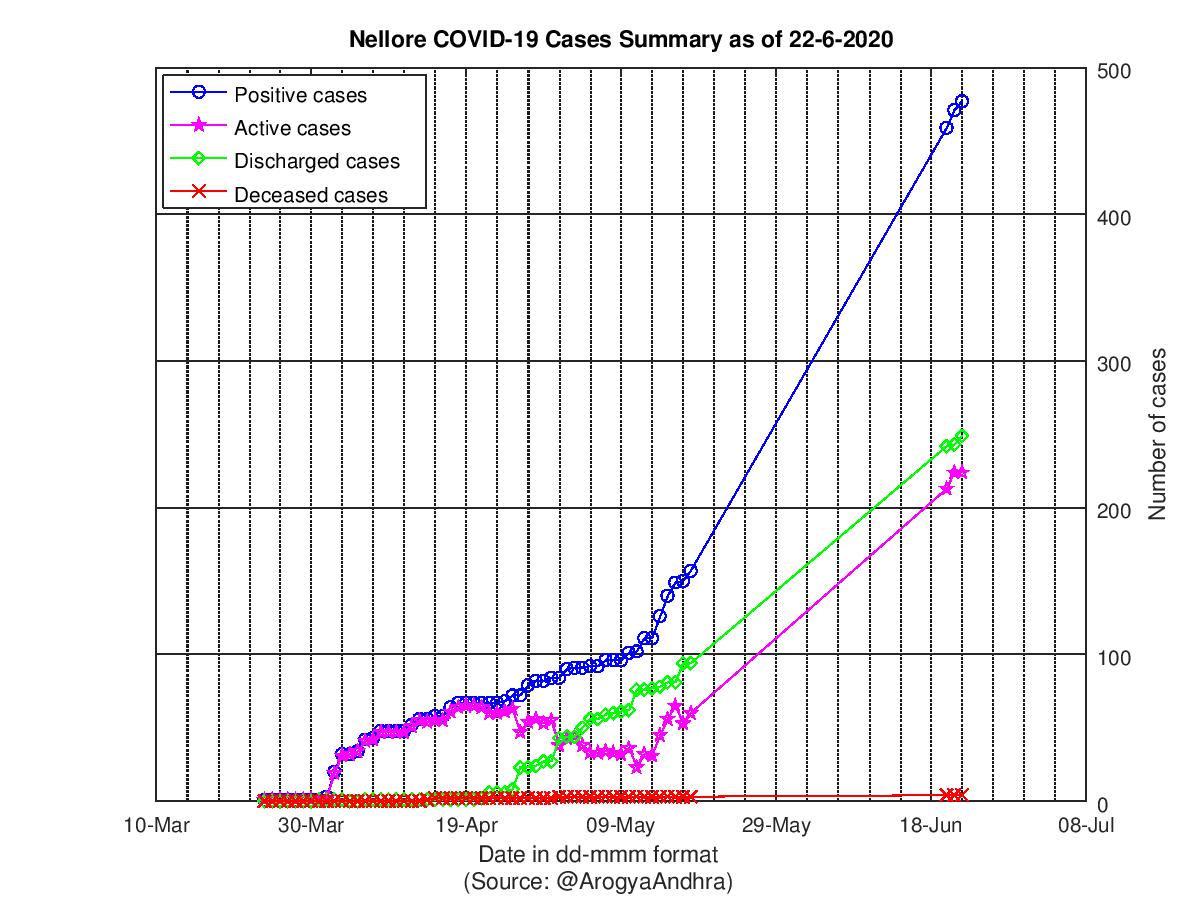 Nellore COVID-19 Cases Summary as of 22-6-2020
Positive cases
Active cases
Discharged cases
Deceased cases
500
400
300
200
100
0
Number of cases
10-Mar 30-Mar 19-Apr 09-May 29-May 18-Jun 08-Jul
Date in dd-mmm format
(Source: @ArogyaAndhra)